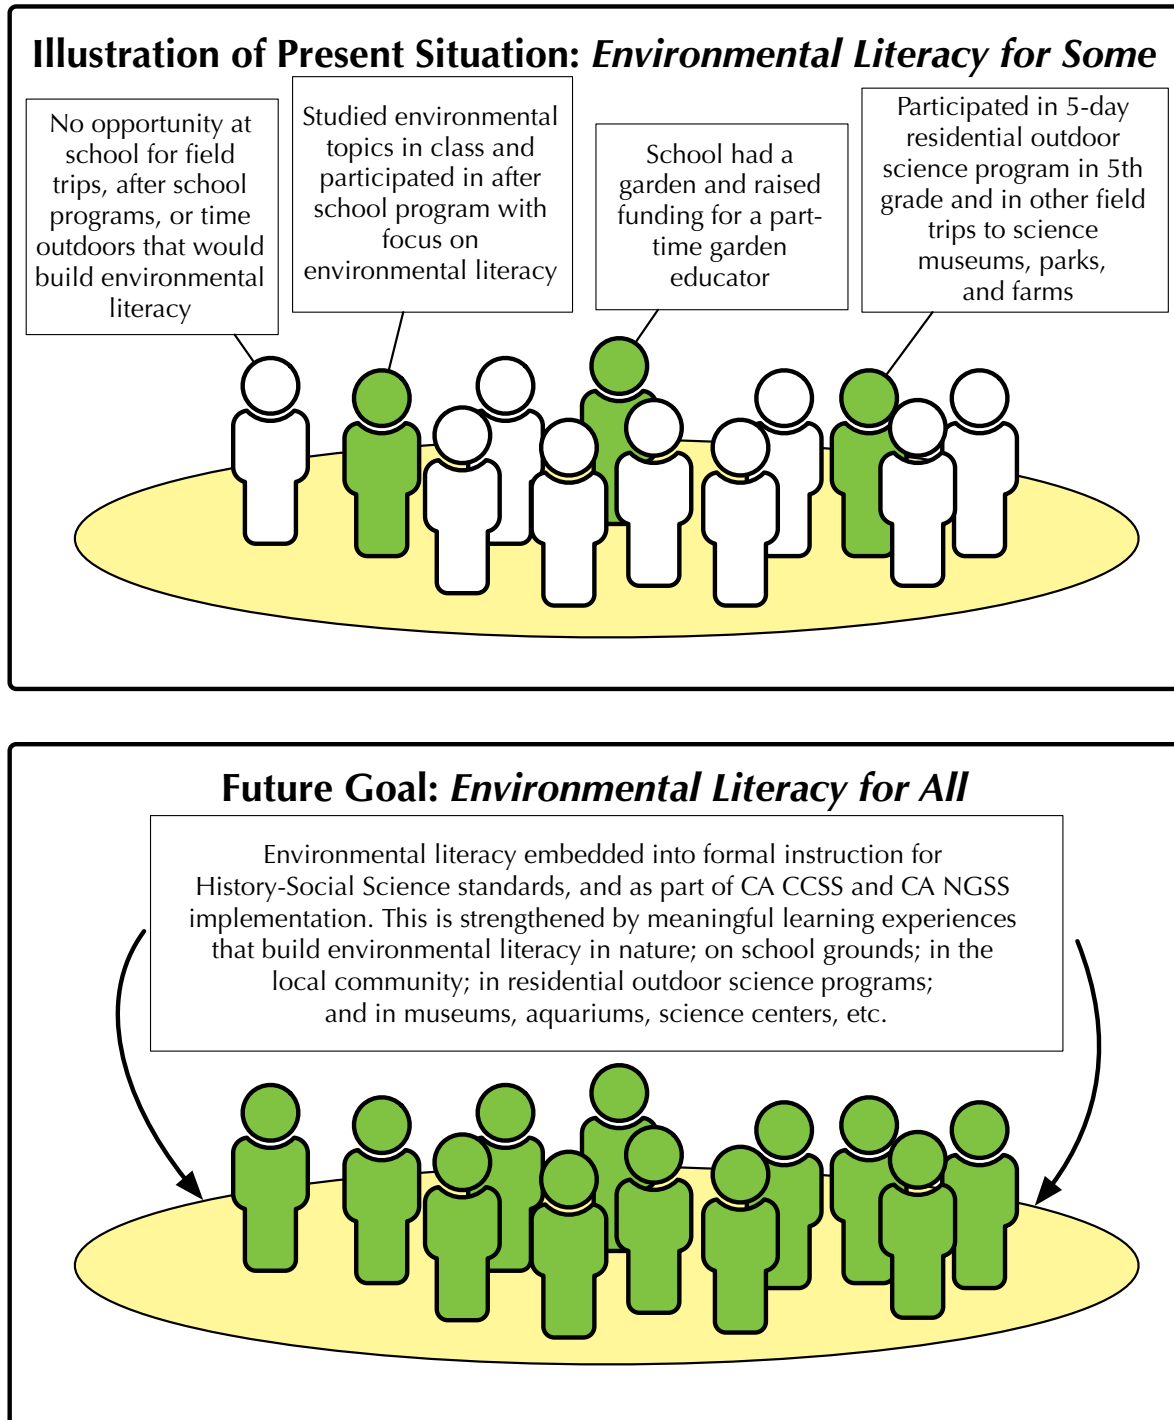 Illustration of Present Situation: Environmental Literacy for Some
No opportunity at
school for field
trips, after school
programs, or time
outdoors that would
build environmental
literacy
Studied environmental
topics in class and
participated in after
school program with
focus on
environmental literacy
School had a
garden and raised
funding for a part-
time garden
educator
Participated in 5-day
residential outdoor
science program in 5th
grade and in other field
trips to science
museums, parks,
and farms
Future Goal: Environmental Literacy for All
Environmental literacy embedded into formal instruction for
History-Social Science standards, and as part of CA CCSS and CA NGSS
implementation. This is strengthened by meaningful learning experiences
that build environmental literacy in nature; on school grounds; in the
local community; in residential outdoor science programs;
and in museums, aquariums, science centers, etc.